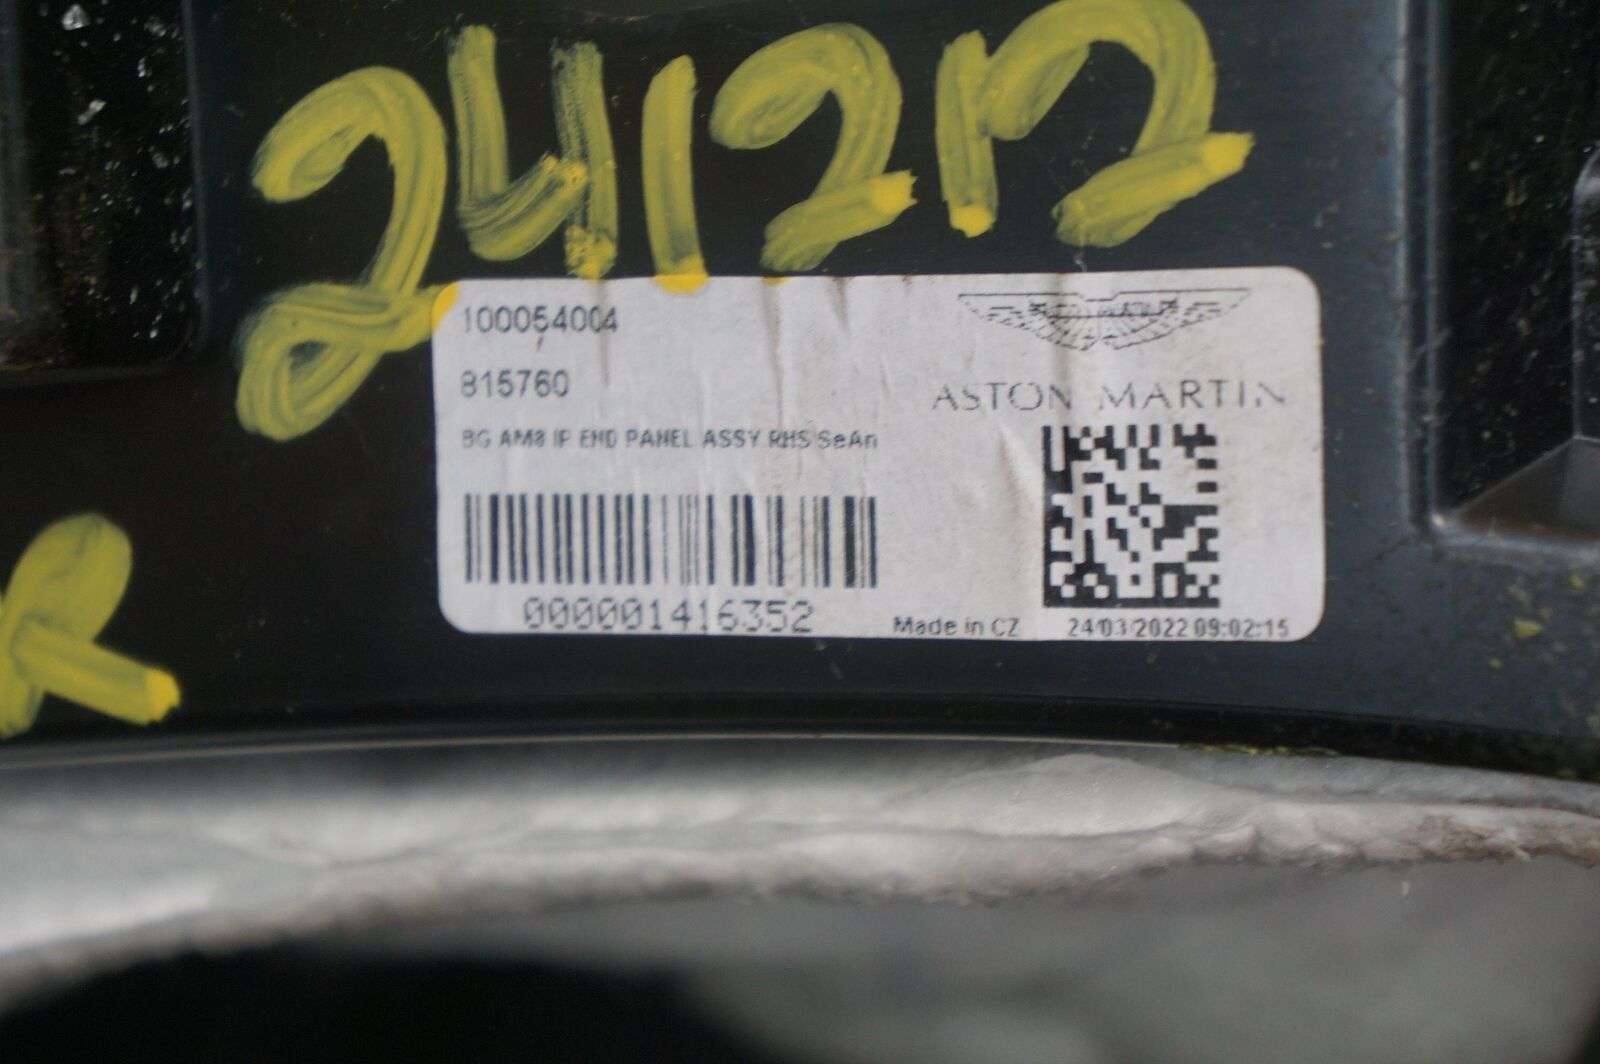 241212
100054004
815760
BG AM8 IP END PANEL ASSY RHS SeAn
ASTON MARTIN
000001416352
Made in CZ
24/03/2022 09:02:15
R